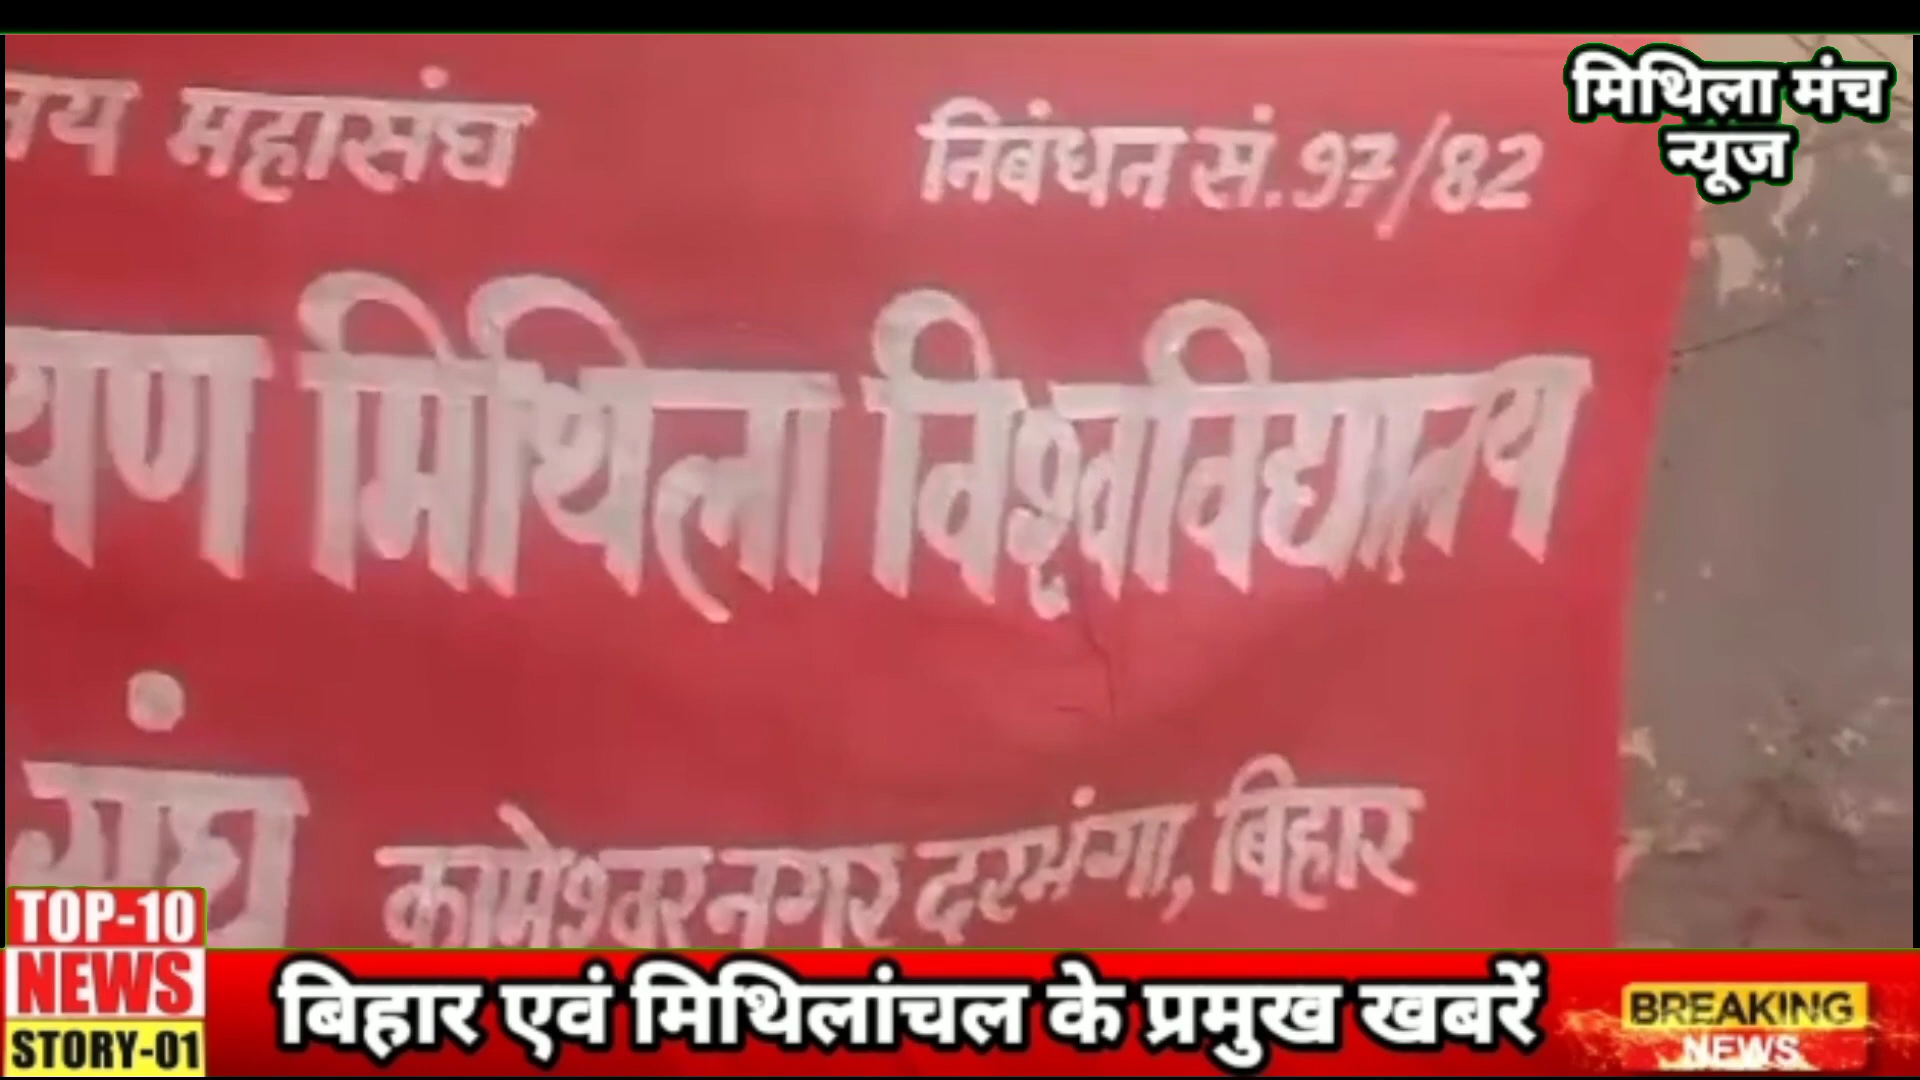 मिथिला मंच
न्यूज
महासंघ
निबंधन सं. 97/82
मिथिला विश्वविद्यालय
कामेश्वरनगर दरभंगा, बिहार
TOP-10
NEWS
STORY-01
बिहार एवं मिथिलांचल के प्रमुख खबरें
BREAKING
NEWS